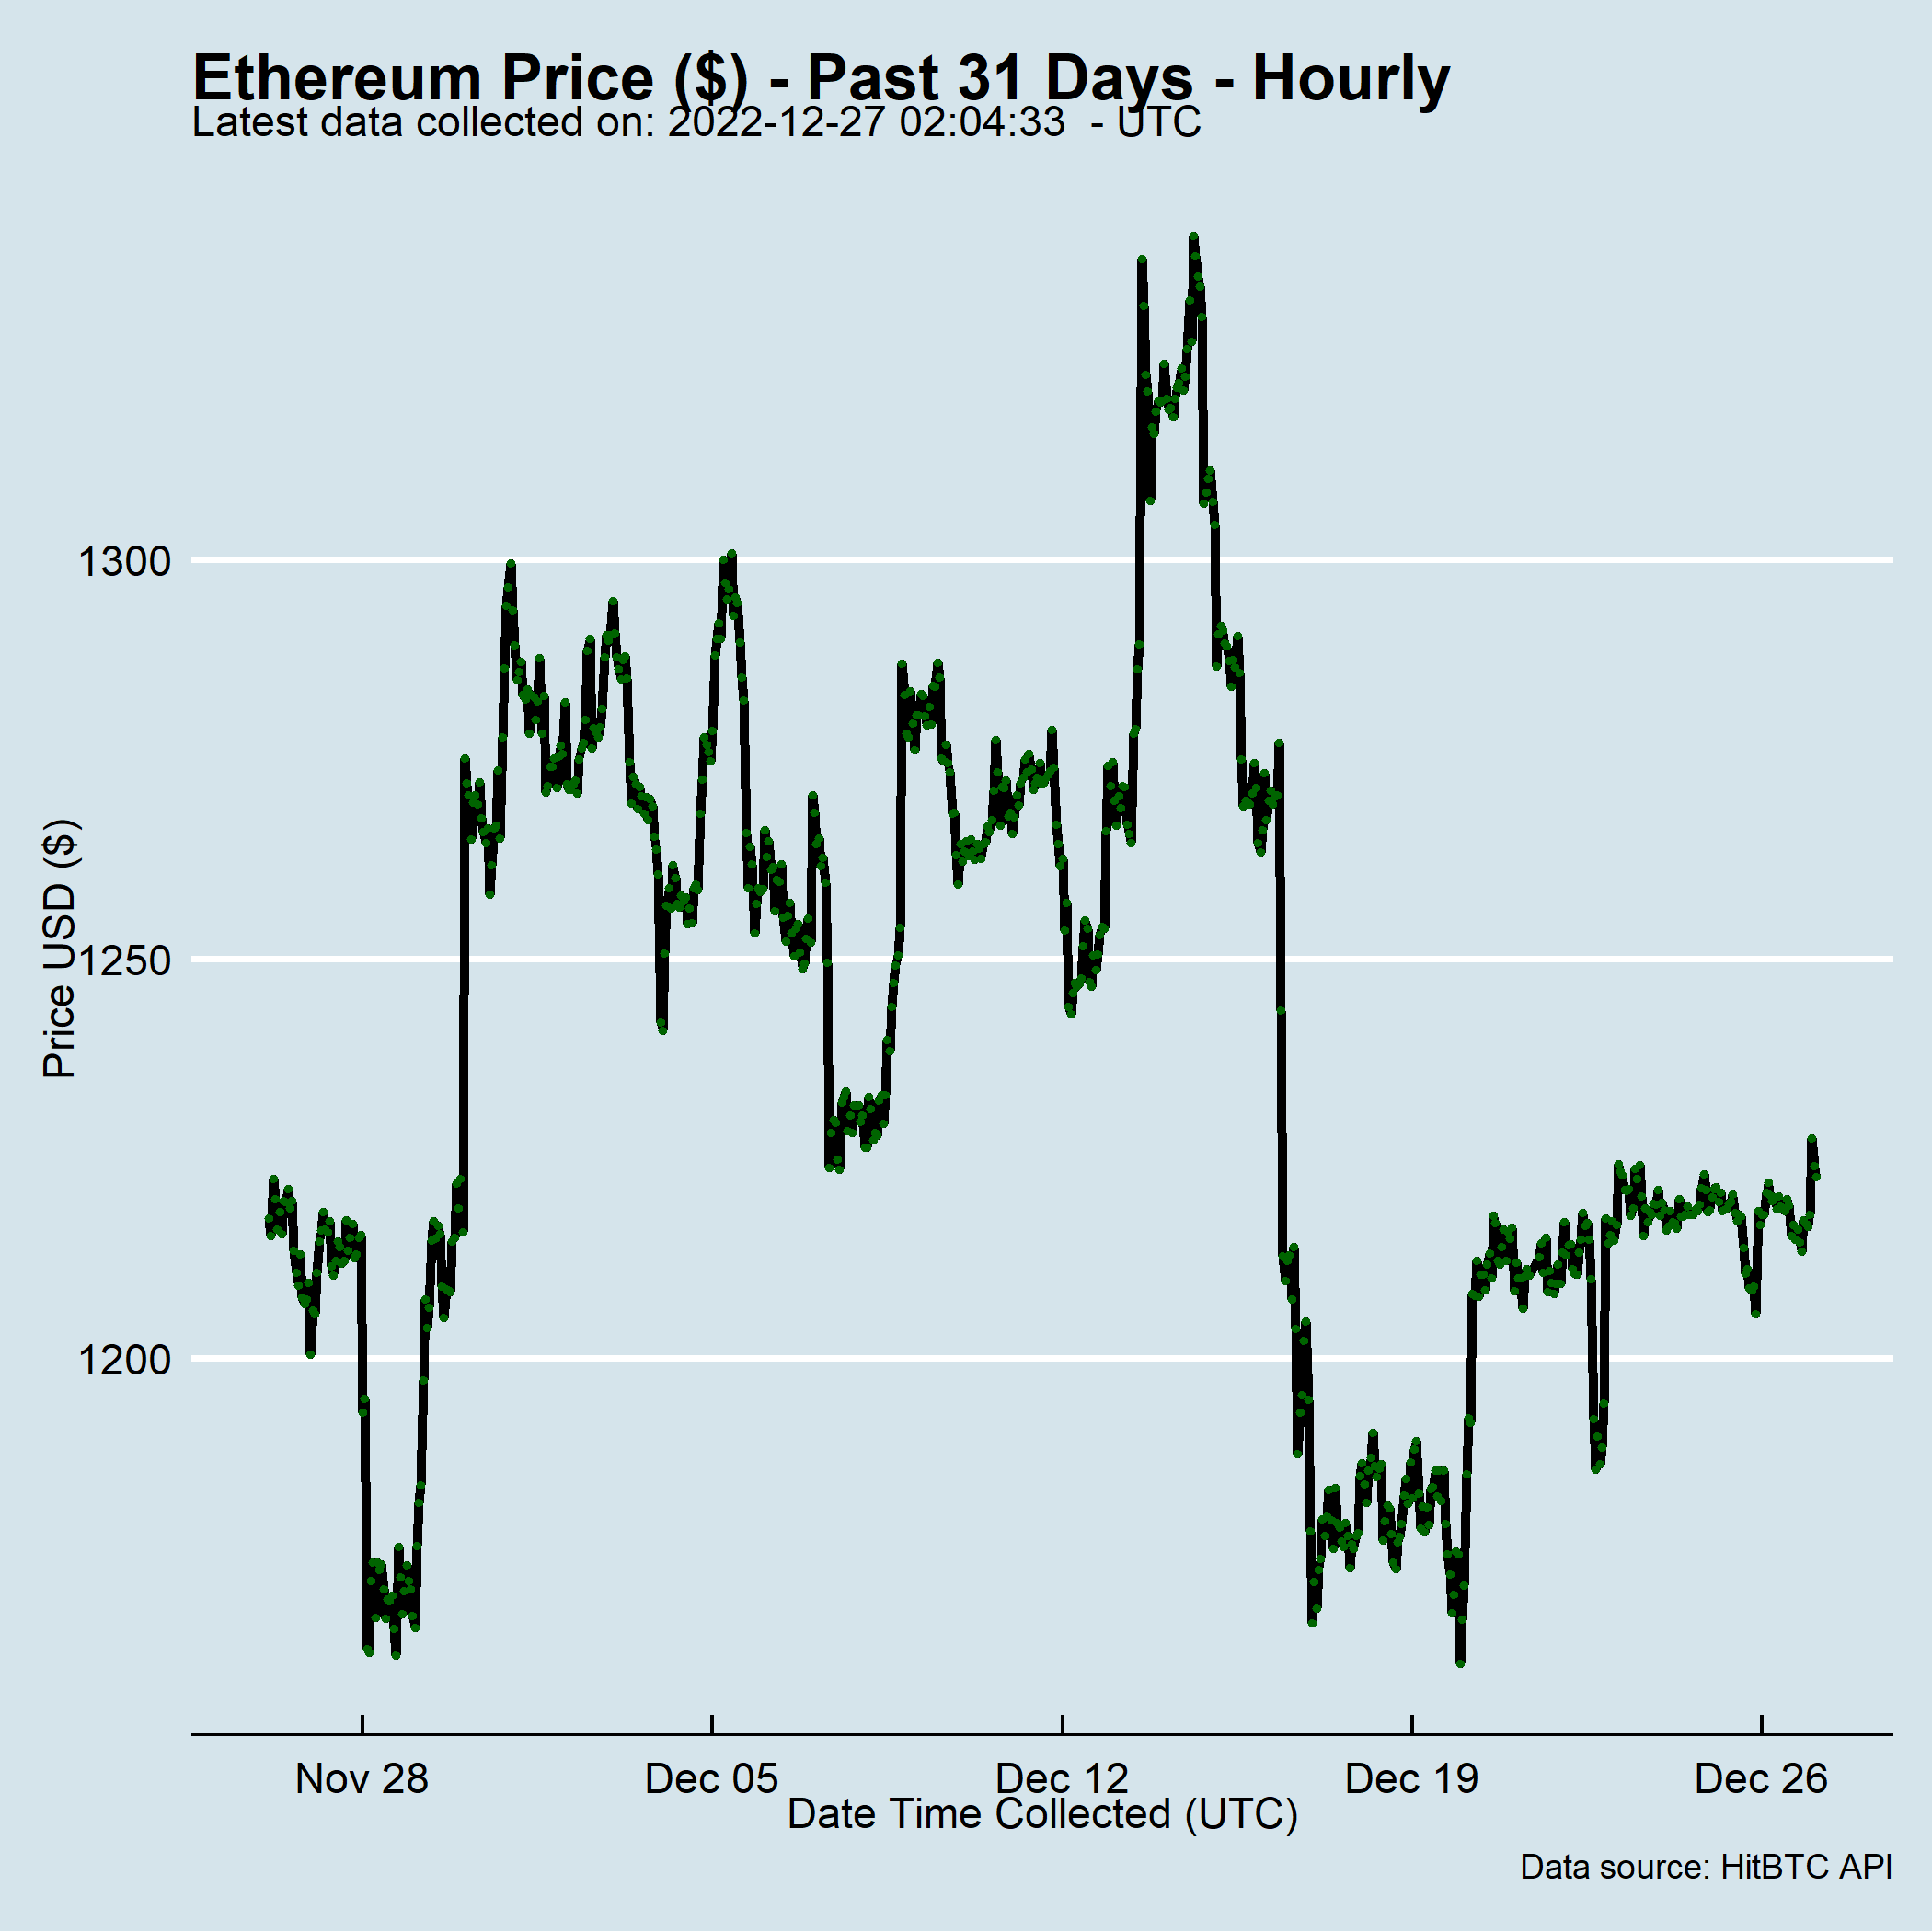 Ethereum Price ($) - Past 31 Days - Hourly
Latest data collected on: 2022-12-27 02:04:33  - UTC
1300
1250
1200
Price USD ($)
Nov 28
Dec 05
Dec 12
Dec 19
Dec 26
Date Time Collected (UTC)
Data source: HitBTC API